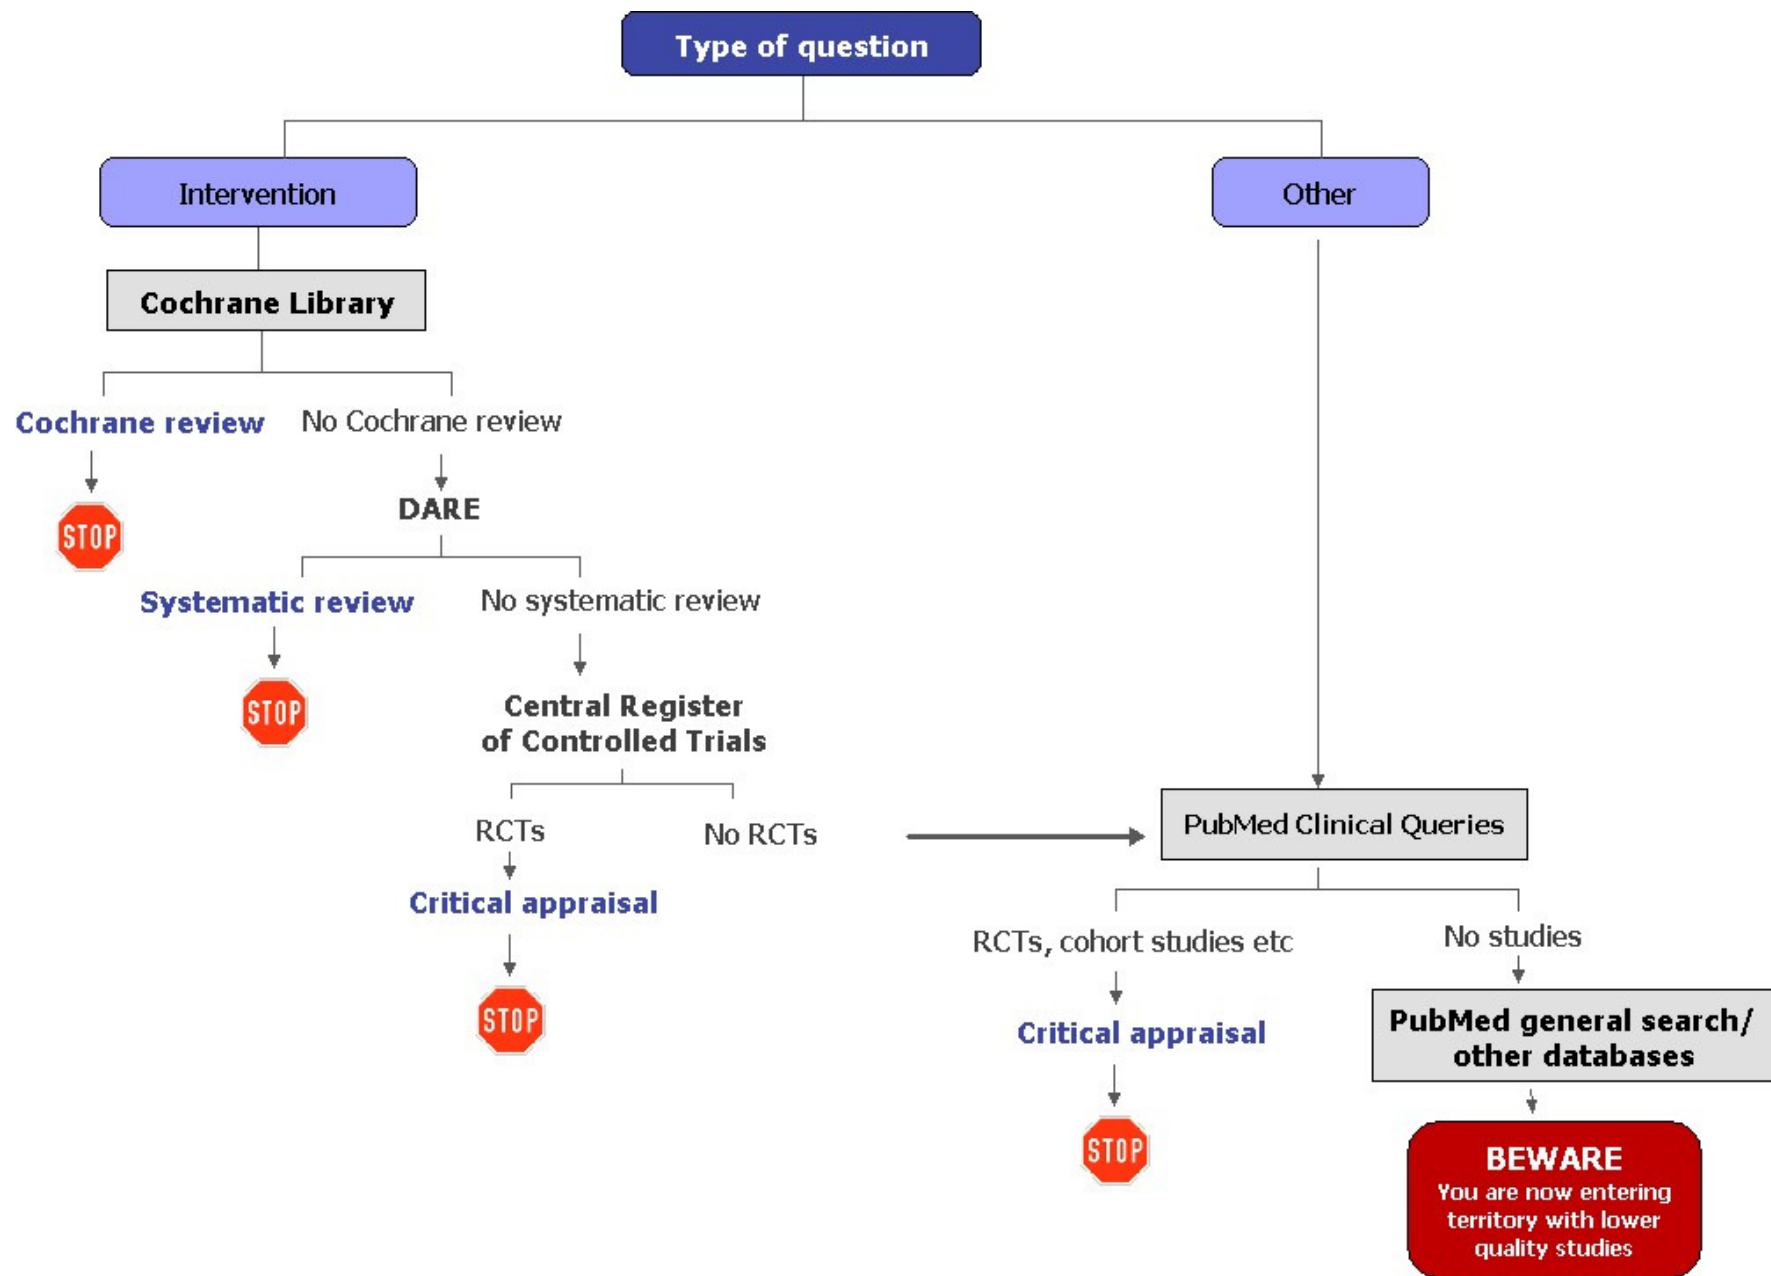 Type of question
Intervention
Other
Cochrane Library
Cochrane review
No Cochrane review
STOP
DARE
Systematic review
No systematic review
STOP
Central Register
of Controlled Trials
RCTs
No RCTs
PubMed Clinical Queries
Critical appraisal
STOP
RCTs, cohort studies etc
No studies
Critical appraisal
STOP
PubMed general search/
other databases
BEWARE
You are now entering
territory with lower
quality studies